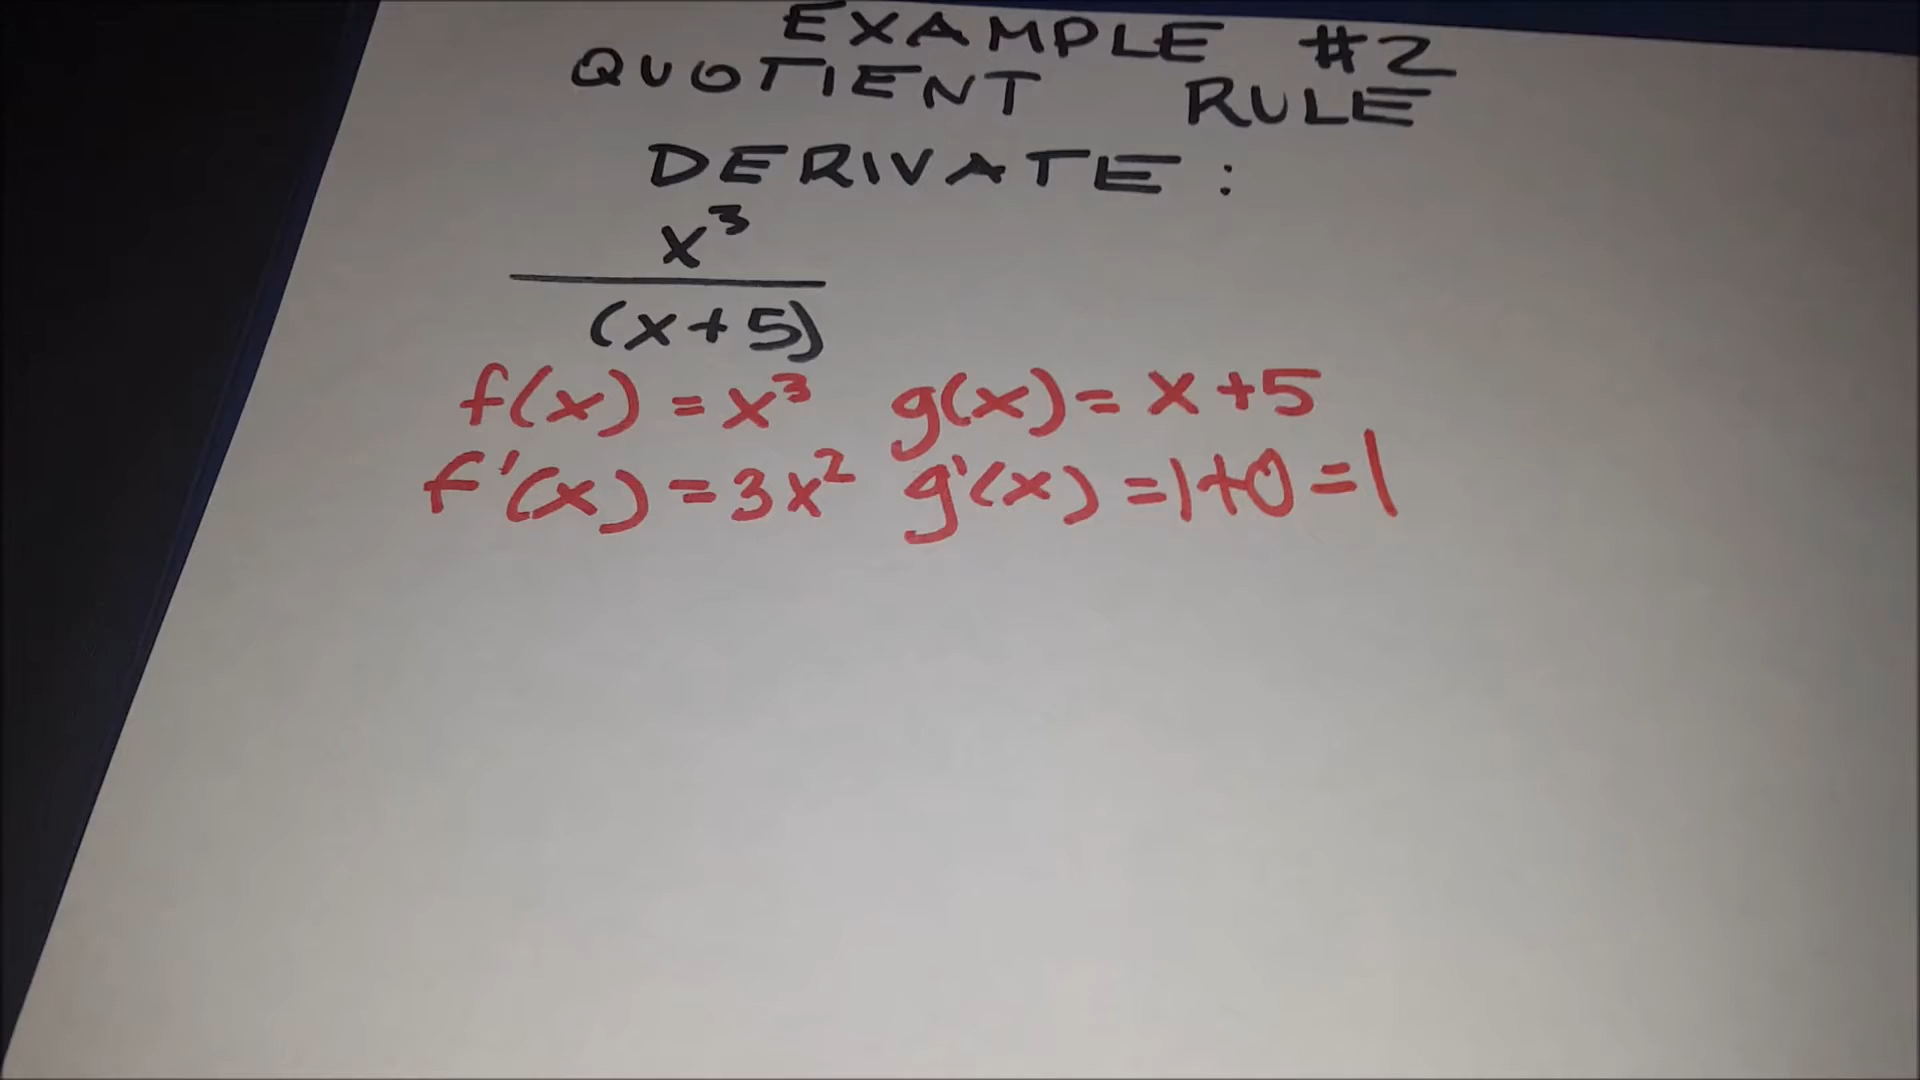 EXAMPLE #2
QUOTIENT RULE
DERIVATE:
x³
(x+5)
f(x) = x³ g(x) = x+5
f'(x) = 3x² g'(x) = 1+0 = 1